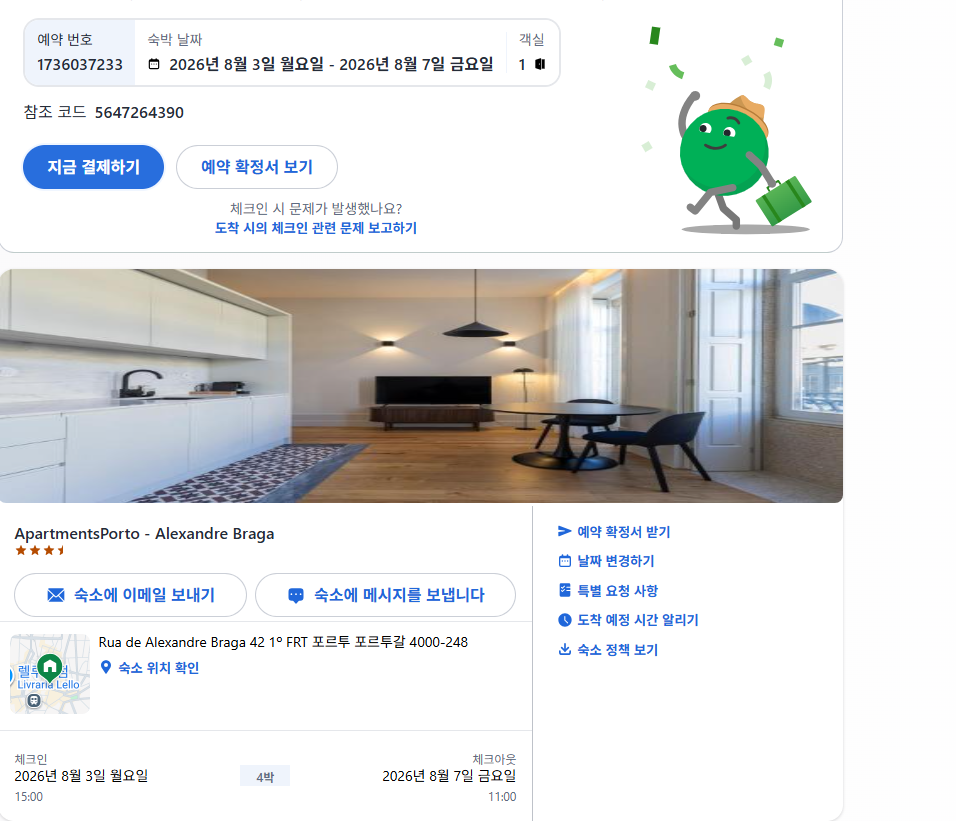 예약 번호
1736037233
숙박 날짜
2026년 8월 3일 월요일 - 2026년 8월 7일 금요일
객실
1
참조 코드 5647264390
지금 결제하기
예약 확정서 보기
체크인 시 문제가 발생했나요?
도착 시의 체크인 관련 문제 보고하기
ApartmentsPorto - Alexandre Braga
숙소에 이메일 보내기
숙소에 메시지를 보냅니다
Rua de Alexandre Braga 42 1º FRT 포르투 포르투갈 4000-248
숙소 위치 확인
Livraria Lello
체크인
2026년 8월 3일 월요일
15:00
4박
체크아웃
2026년 8월 7일 금요일
11:00
예약 확정서 받기
날짜 변경하기
특별 요청 사항
도착 예정 시간 알리기
숙소 정책 보기